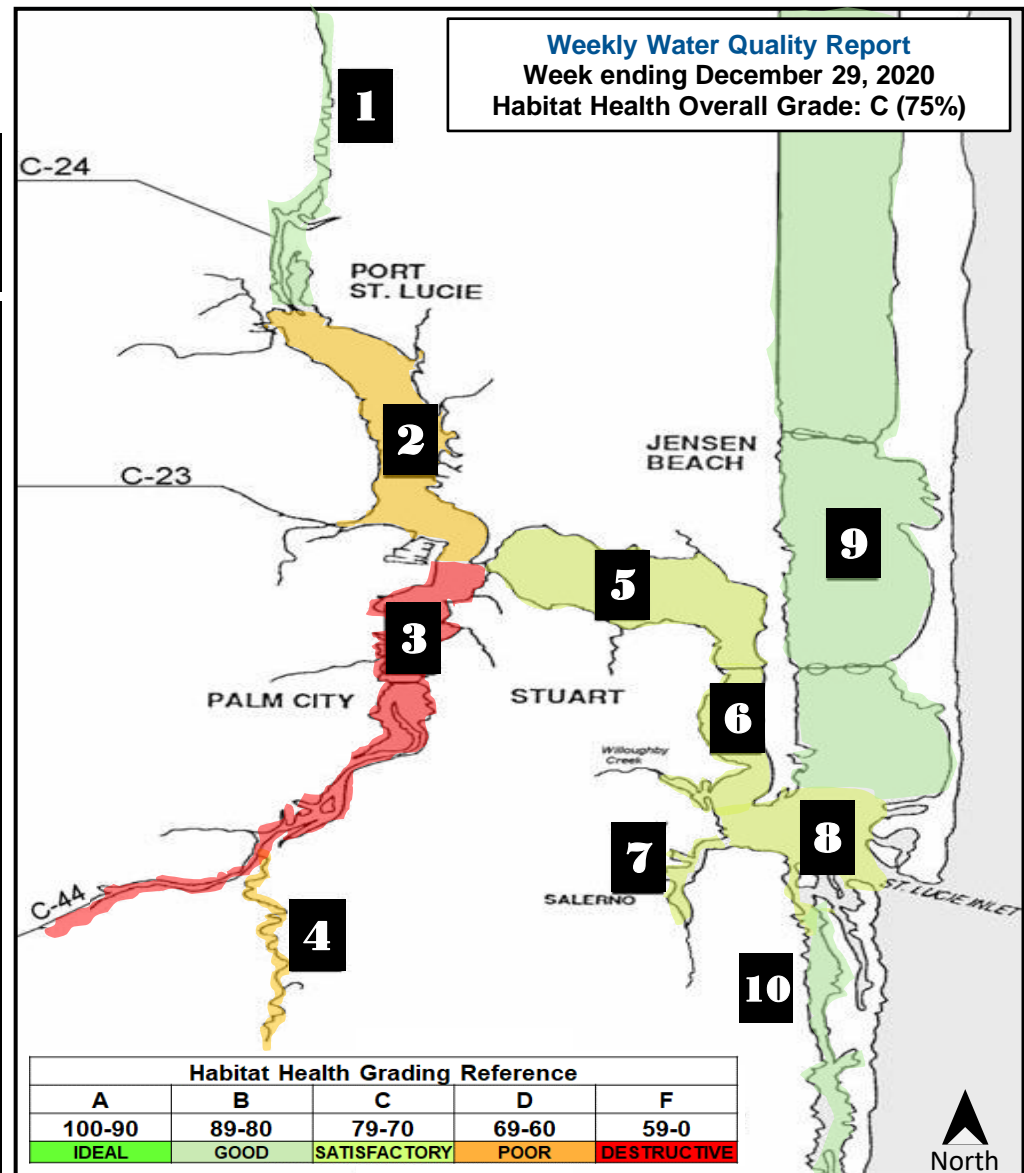 Weekly Water Quality Report
Week ending December 29, 2020
Habitat Health Overall Grade: C (75%)
1
C-24
PORT
ST. LUCIE
2
JENSEN
BEACH
C-23
9
5
3
PALM CITY
STUART
6
Willoughby
Creek
8
7
SALERNO
ST. LUCIE INLET
C-44
4
10
Habitat Health Grading Reference
A B C D F
100-90 89-80 79-70 69-60 59-0
IDEAL GOOD SATISFACTORY POOR DESTRUCTIVE
North